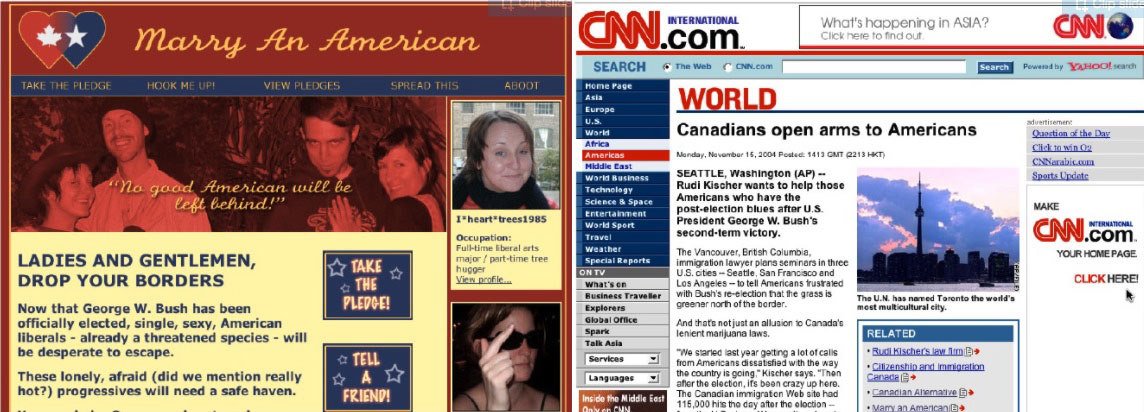 Clip slide
Marry An American
TAKE THE PLEDGE HOOK ME UP! VIEW PLEDGES SPREAD THIS ABOOT
"No good American will be
left behind!"
I*heart*trees1985
Occupation:
Full-time liberal arts
major / part-time tree
hugger
View profile...
LADIES AND GENTLEMEN,
DROP YOUR BORDERS
Now that George W. Bush has been
officially elected, single, sexy, American
liberals - already a threatened species - will
be desperate to escape.
These lonely, afraid (did we mention really
hot?) progressives will need a safe haven.
TAKE
THE
PLEDGE!
TELL
A
FRIEND!
Clip slide
CNN INTERNATIONAL
.com
What's happening in ASIA?
Click here to find out.
CNN
SEARCH The Web CNN.com Search Powered by YAHOO! search
Home Page
Asia
Europe
U.S.
World
Africa
Americas
Middle East
World Business
Technology
Science & Space
Entertainment
World Sport
Travel
Weather
Special Reports
ON TV
What's on
Business Traveller
Explorers
Global Office
Spark
Talk Asia
Services
Languages
Inside the Middle East
Only on CNN
WORLD
Canadians open arms to Americans
Monday, November 15, 2004 Posted: 1413 GMT (2213 HKT)
SEATTLE, Washington (AP) --
Rudi Kischer wants to help those
Americans who have the
post-election blues after U.S.
President George W. Bush's
second-term victory.
The Vancouver, British Columbia,
immigration lawyer plans seminars in three
U.S. cities -- Seattle, San Francisco and
Los Angeles -- to tell Americans frustrated
with Bush's re-election that the grass is
greener north of the border.
And that's not just an allusion to Canada's
lenient marijuana laws.
"We started last year getting a lot of calls
from Americans dissatisfied with the way
the country is going," Kischer says. "Then
after the election, it's been crazy up here.
The Canadian immigration Web site had
115,000 hits the day after the election --
The U.N. has named Toronto the world's
most multicultural city.
RELATED
• Rudi Kischer's law firm
• Citizenship and Immigration
Canada
• Canadian Alternative
• Marry an American
advertisement
Question of the Day
Click to win O2
CNNarabic.com
Sports Update
MAKE
CNN INTERNATIONAL
.com
YOUR HOME PAGE.
CLICK HERE!